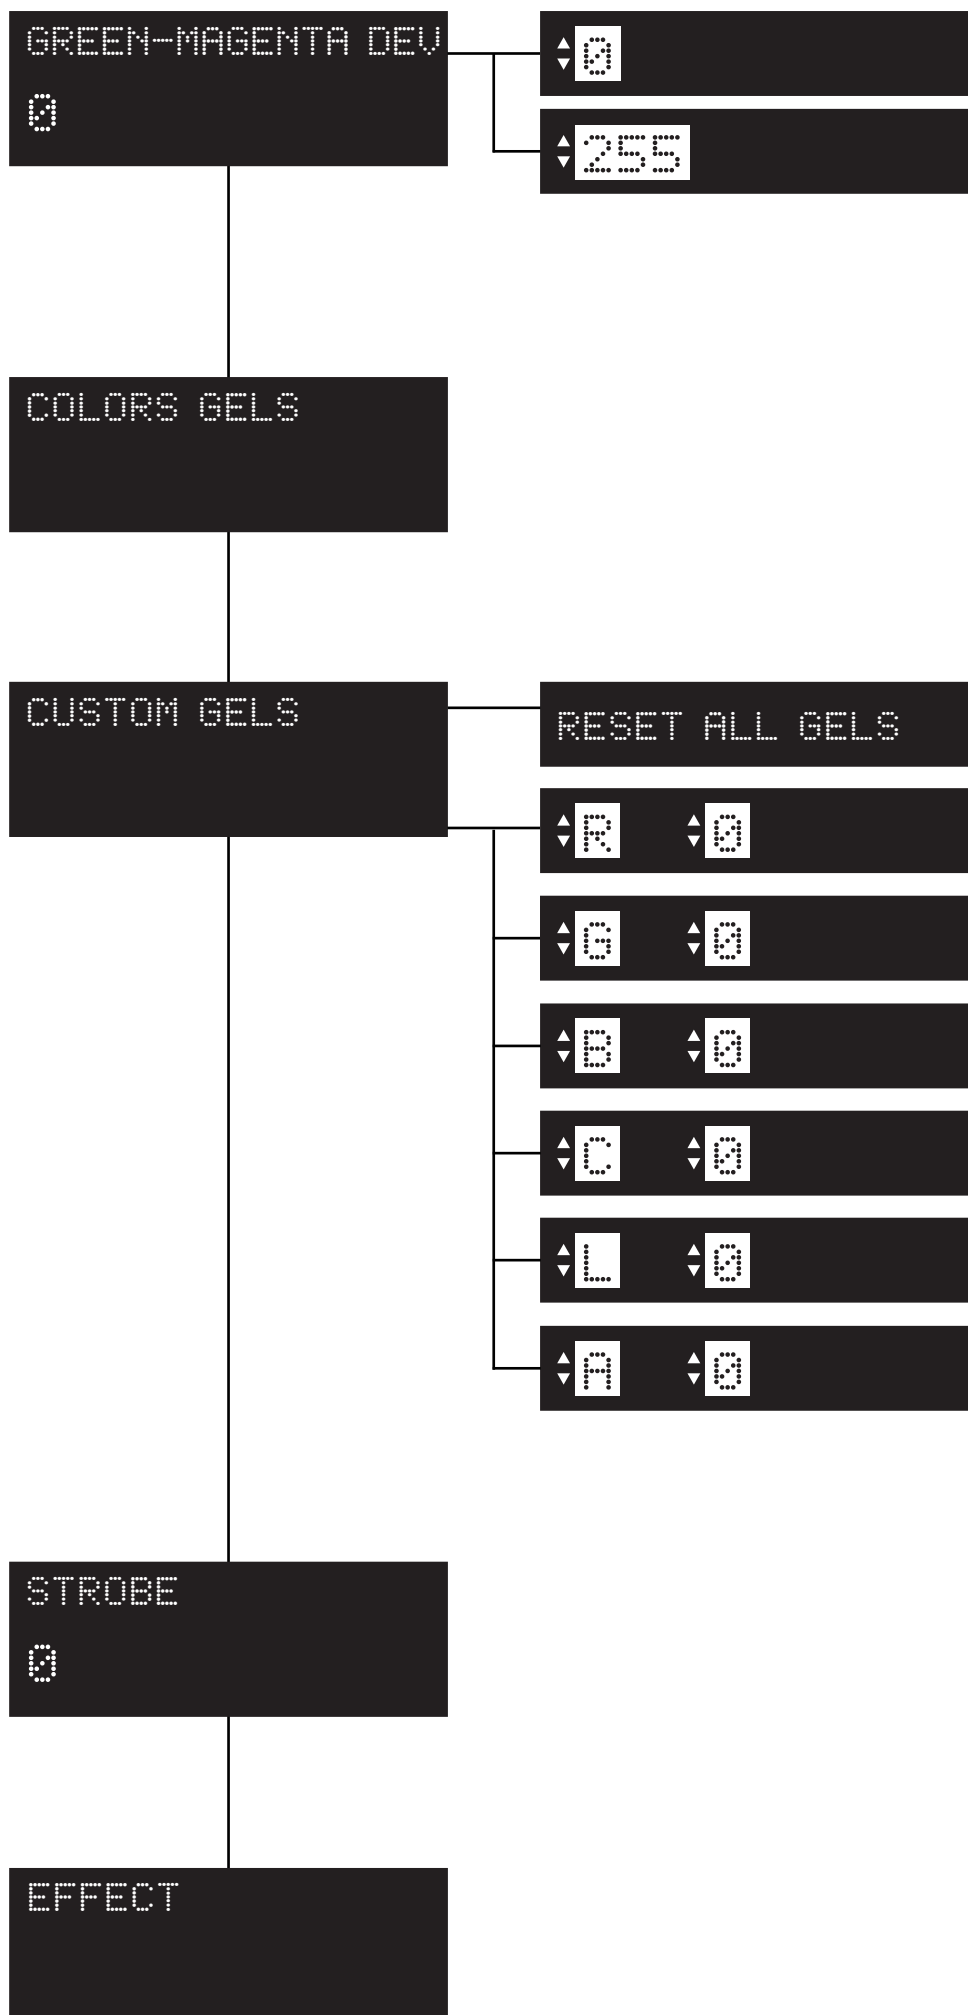 GREEN-MAGENTA DEV
0
0
255
COLORS GELS
CUSTOM GELS
RESET ALL GELS
R 0
G 0
B 0
C 0
L 0
A 0
STROBE
0
EFFECT